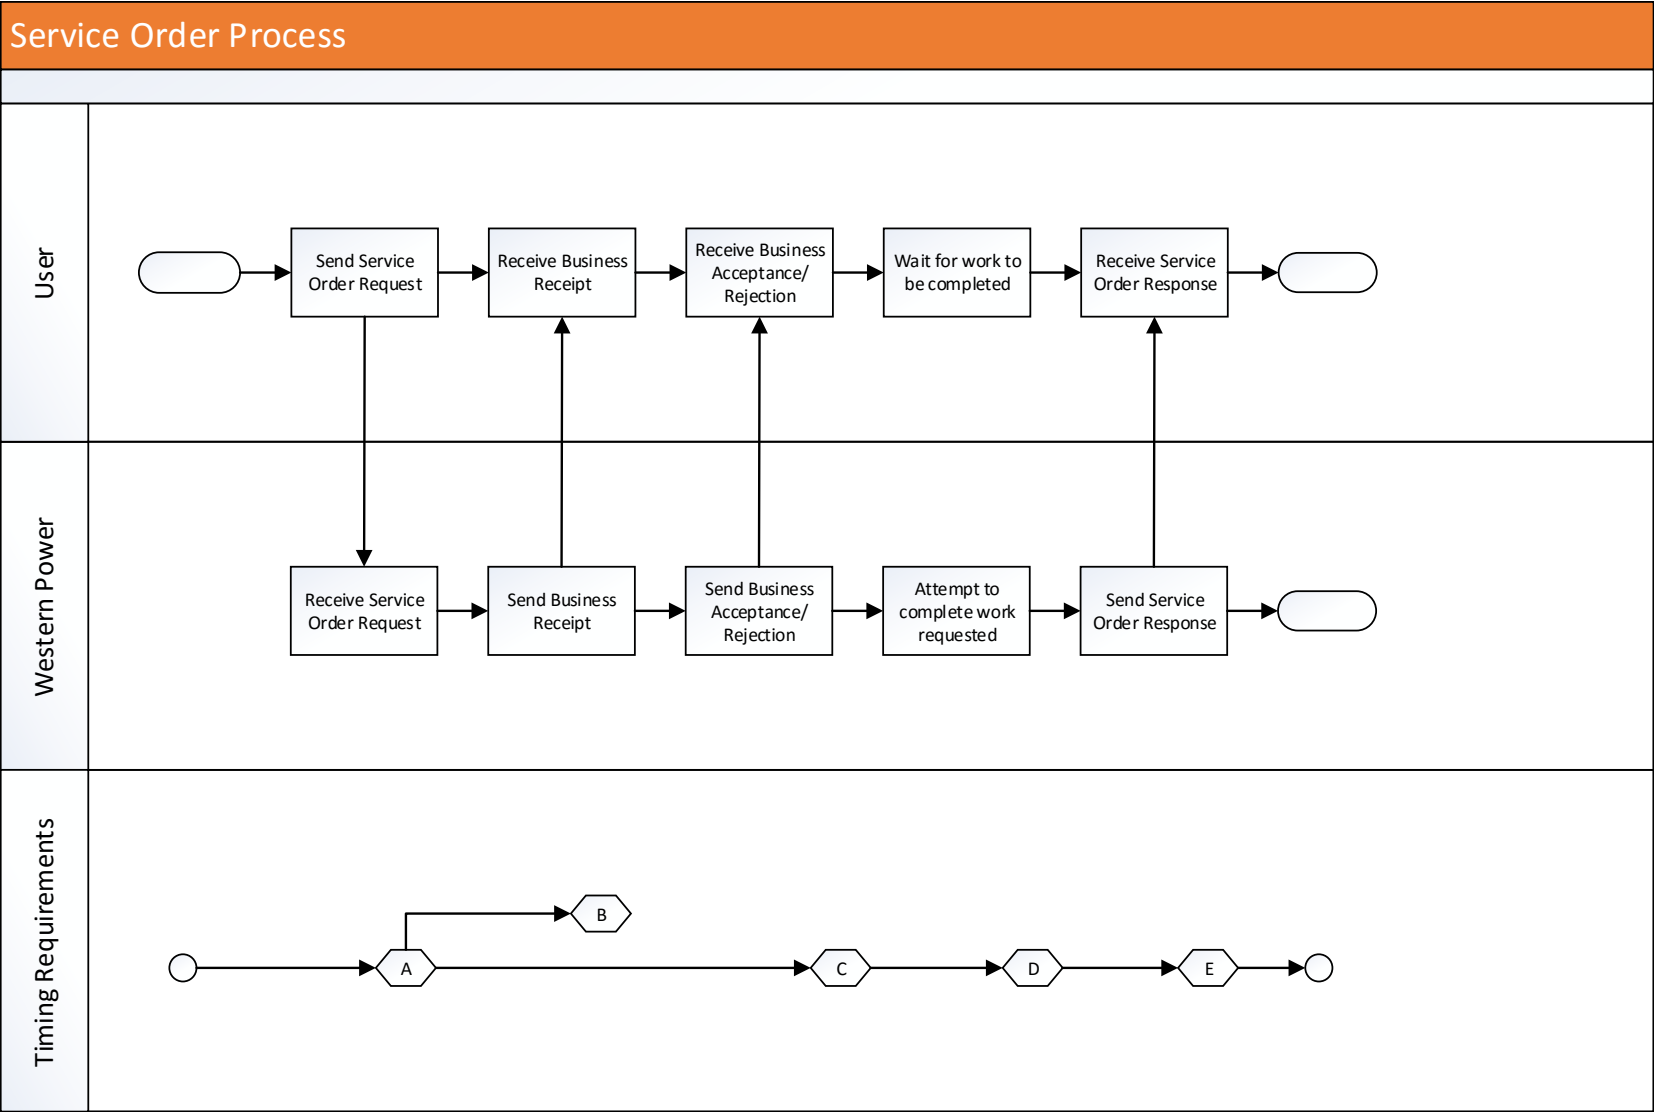 Service Order Process
User
Send Service
Order Request
Receive Business
Receipt
Receive Business
Acceptance/
Rejection
Wait for work to
be completed
Receive Service
Order Response
Western Power
Receive Service
Order Request
Send Business
Receipt
Send Business
Acceptance/
Rejection
Attempt to
complete work
requested
Send Service
Order Response
Timing Requirements
B
A
C
D
E